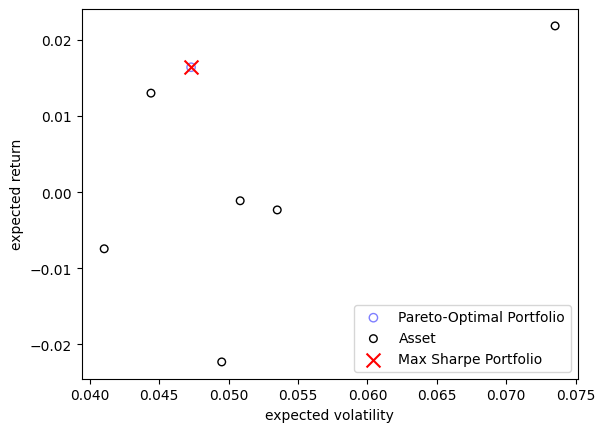 0.02
0.01
0.00
−0.01
−0.02
expected return
0.040
0.045
0.050
0.055
0.060
0.065
0.070
0.075
expected volatility
Pareto-Optimal Portfolio
Asset
Max Sharpe Portfolio